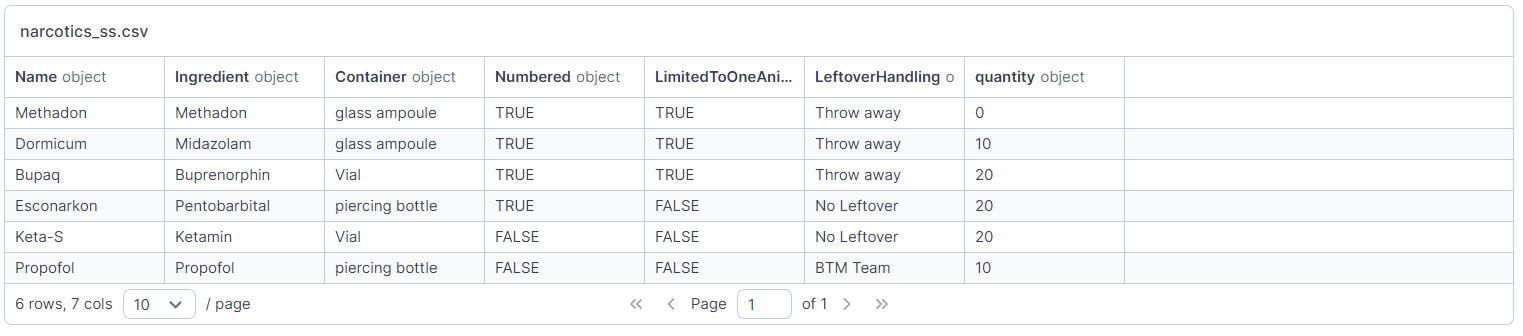 narcotics_ss.csv
Name object Ingredient object Container object Numbered object LimitedToOneAni... object LeftoverHandling o quantity object
Methadon Methadon glass ampoule TRUE TRUE Throw away 0
Dormicum Midazolam glass ampoule TRUE TRUE Throw away 10
Bupaq Buprenorphin Vial TRUE TRUE Throw away 20
Esconarkon Pentobarbital piercing bottle TRUE FALSE No Leftover 20
Keta-S Ketamin Vial FALSE FALSE No Leftover 20
Propofol Propofol piercing bottle FALSE FALSE BTM Team 10
6 rows, 7 cols 10 / page Page 1 of 1